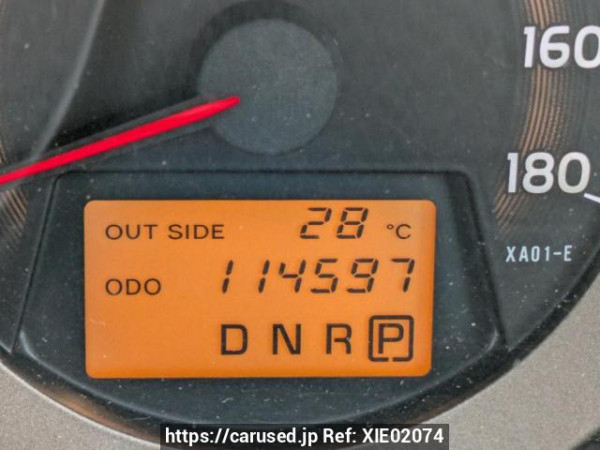 160
180
XA01-E
OUT SIDE 28 °C
ODO 114597
D N R P
https://carused.jp Ref: XIE02074